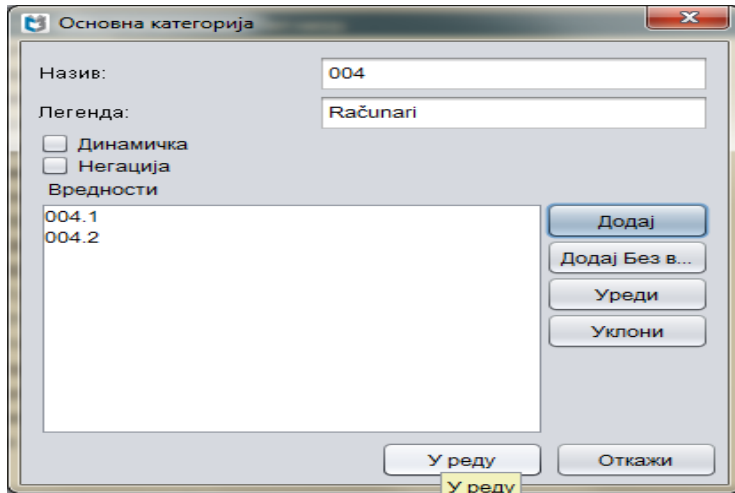 Основна категорија
Назив: 004
Легенда: Računari
Динамичка
Негација
Вредности
004.1
004.2
Додај
Додај Без в...
Уреди
Уклони
У реду Откажи
У реду